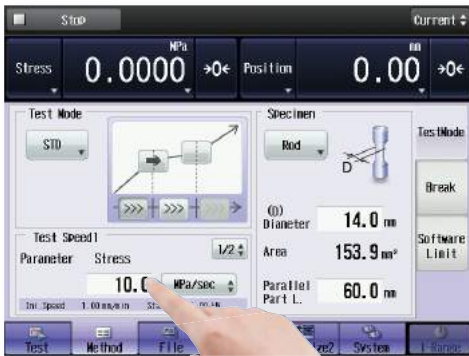 Stop
Current
Stress
MPa
0.0000
→0←
Position
mm
0.00
→0←
Test Mode
STD
>>> >>> >>>
Specimen
Rod
D
(D)
Diameter
14.0 mm
Area
153.9 mm²
Parallel
Part L.
60.0 mm
TestMode
Break
Software
Limit
Test Speed1
1/2
Parameter
Stress
10.0
MPa/sec
Ini Speed 1.00 mm/min
Test
Method
File
System